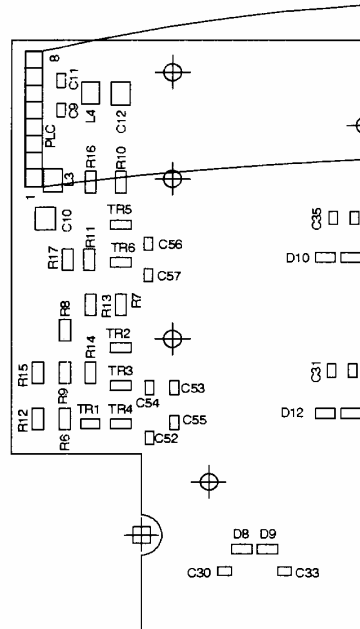 8
C11
C9
PLC
L4
C12
L3
R16
R10
1
C10
TR5
C35
R17
R11
TR6
C56
C57
D10
R8
R13
R7
TR2
R15
R9
R14
TR3
C54
C53
C31
R12
R6
TR1
TR4
C55
C52
D12
D8
D9
C30
C33